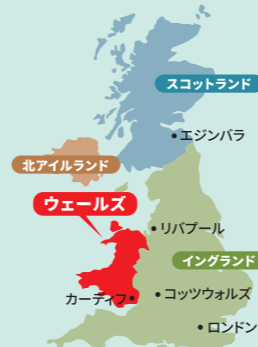 スコットランド
エジンバラ
北アイルランド
ウェールズ
リバプール
イングランド
カーディフ
コッツウォルズ
ロンドン